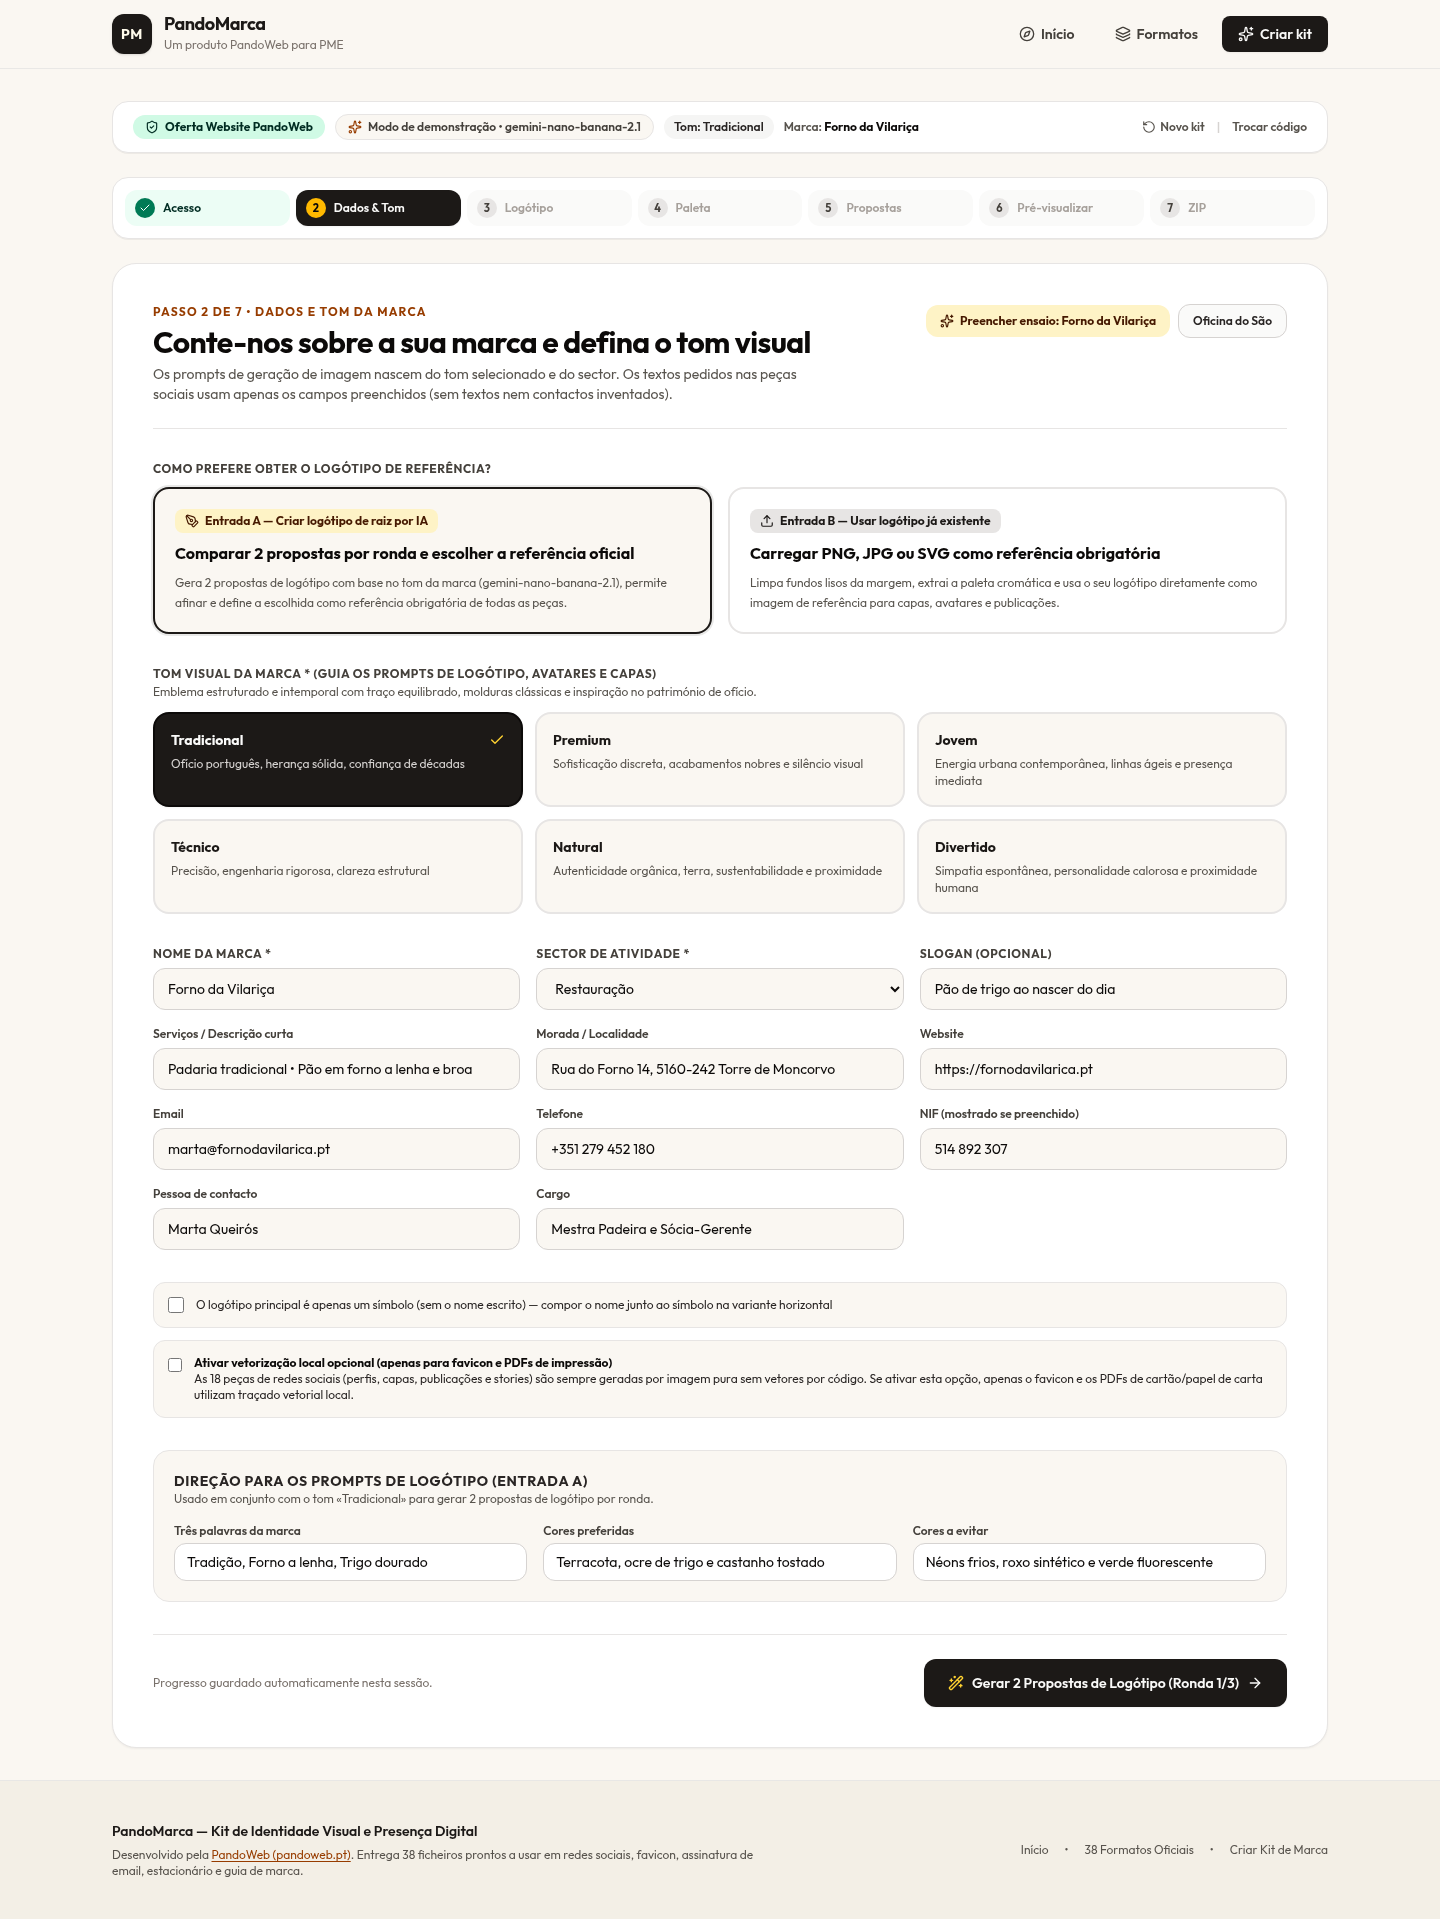 PM
PandoMarca
Um produto PandoWeb para PME
Início
Formatos
Criar kit
Oferta Website PandoWeb
Modo de demonstração • gemini-nano-banana-2.1
Tom: Tradicional
Marca: Forno da Vilariça
Novo kit | Trocar código
Acesso
2 Dados & Tom
3 Logótipo
4 Paleta
5 Propostas
6 Pré-visualizar
7 ZIP
PASSO 2 DE 7 • DADOS E TOM DA MARCA
Conte-nos sobre a sua marca e defina o tom visual
Os prompts de geração de imagem nascem do tom selecionado e do sector. Os textos pedidos nas peças
sociais usam apenas os campos preenchidos (sem textos nem contactos inventados).
Preencher ensaio: Forno da Vilariça
Oficina do São
COMO PREFERE OBTER O LOGÓTIPO DE REFERÊNCIA?
Entrada A — Criar logótipo de raiz por IA
Comparar 2 propostas por ronda e escolher a referência oficial
Gera 2 propostas de logótipo com base no tom da marca (gemini-nano-banana-2.1), permite
afinar e define a escolhida como referência obrigatória de todas as peças.
Entrada B — Usar logótipo já existente
Carregar PNG, JPG ou SVG como referência obrigatória
Limpa fundos lisos da margem, extrai a paleta cromática e usa o seu logótipo diretamente como
imagem de referência para capas, avatares e publicações.
TOM VISUAL DA MARCA * (GUIA OS PROMPTS DE LOGÓTIPO, AVATARES E CAPAS)
Emblema estruturado e intemporal com traço equilibrado, molduras clássicas e inspiração no património de ofício.
Tradicional
Ofício português, herança sólida, confiança de décadas
Premium
Sofisticação discreta, acabamentos nobres e silêncio visual
Jovem
Energia urbana contemporânea, linhas ágeis e presença
imediata
Técnico
Precisão, engenharia rigorosa, clareza estrutural
Natural
Autenticidade orgânica, terra, sustentabilidade e proximidade
Divertido
Simpatia espontânea, personalidade calorosa e proximidade
humana
NOME DA MARCA *
Forno da Vilariça
SECTOR DE ATIVIDADE *
Restauração
SLOGAN (OPCIONAL)
Pão de trigo ao nascer do dia
Serviços / Descrição curta
Padaria tradicional • Pão em forno a lenha e broa
Morada / Localidade
Rua do Forno 14, 5160-242 Torre de Moncorvo
Website
https://fornodavilarica.pt
Email
marta@fornodavilarica.pt
Telefone
+351 279 452 180
NIF (mostrado se preenchido)
514 892 307
Pessoa de contacto
Marta Queirós
Cargo
Mestra Padeira e Sócia-Gerente
O logótipo principal é apenas um símbolo (sem o nome escrito) — compor o nome junto ao símbolo na variante horizontal
Ativar vetorização local opcional (apenas para favicon e PDFs de impressão)
As 18 peças de redes sociais (perfis, capas, publicações e stories) são sempre geradas por imagem pura sem vetores por código. Se ativar esta opção, apenas o favicon e os PDFs de cartão/papel de carta
utilizam traçado vetorial local.
DIREÇÃO PARA OS PROMPTS DE LOGÓTIPO (ENTRADA A)
Usado em conjunto com o tom «Tradicional» para gerar 2 propostas de logótipo por ronda.
Três palavras da marca
Tradição, Forno a lenha, Trigo dourado
Cores preferidas
Terracota, ocre de trigo e castanho tostado
Cores a evitar
Néons frios, roxo sintético e verde fluorescente
Progresso guardado automaticamente nesta sessão.
Gerar 2 Propostas de Logótipo (Ronda 1/3)
PandoMarca — Kit de Identidade Visual e Presença Digital
Desenvolvido pela PandoWeb (pandoweb.pt). Entrega 38 ficheiros prontos a usar em redes sociais, favicon, assinatura de
email, estacionário e guia de marca.
Início • 38 Formatos Oficiais • Criar Kit de Marca